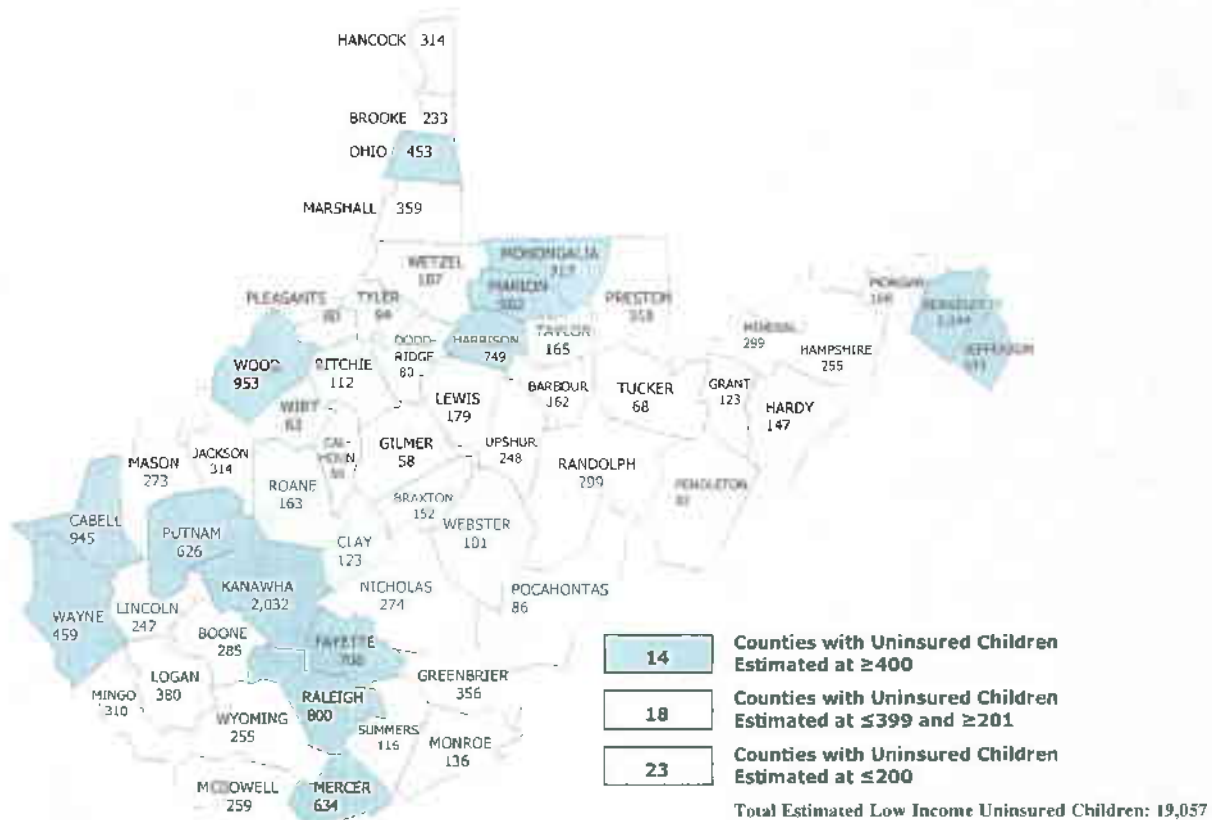 HANCOCK 314
BROOKE 233
OHIO 453
MARSHALL 359
WETZEL
187
MONONGALIA
MARION
PRESTON
PLEASANTS
TYLER
DODD-
RIDGE
80
HARRISON
749
TAYLOR
165
MINERAL
299
HAMPSHIRE
255
MORGAN
JEFFERSON
WOOD
953
RITCHIE
112
LEWIS
179
BARBOUR
162
TUCKER
68
GRANT
123
HARDY
147
WIRT
GILMER
58
UPSHUR
248
RANDOLPH
299
PENDLETON
MASON
273
JACKSON
314
ROANE
163
BRAXTON
152
WEBSTER
101
CABELL
945
PUTNAM
626
CLAY
123
KANAWHA
2,032
NICHOLAS
274
POCAHONTAS
86
WAYNE
459
LINCOLN
247
BOONE
285
FAYETTE
LOGAN
380
MINGO
310
RALEIGH
800
GREENBRIER
356
WYOMING
255
SUMMERS
116
MONROE
136
MCDOWELL
259
MERCER
634
14 Counties with Uninsured Children
Estimated at ≥400
18 Counties with Uninsured Children
Estimated at ≤399 and ≥201
23 Counties with Uninsured Children
Estimated at ≤200
Total Estimated Low Income Uninsured Children: 19,057